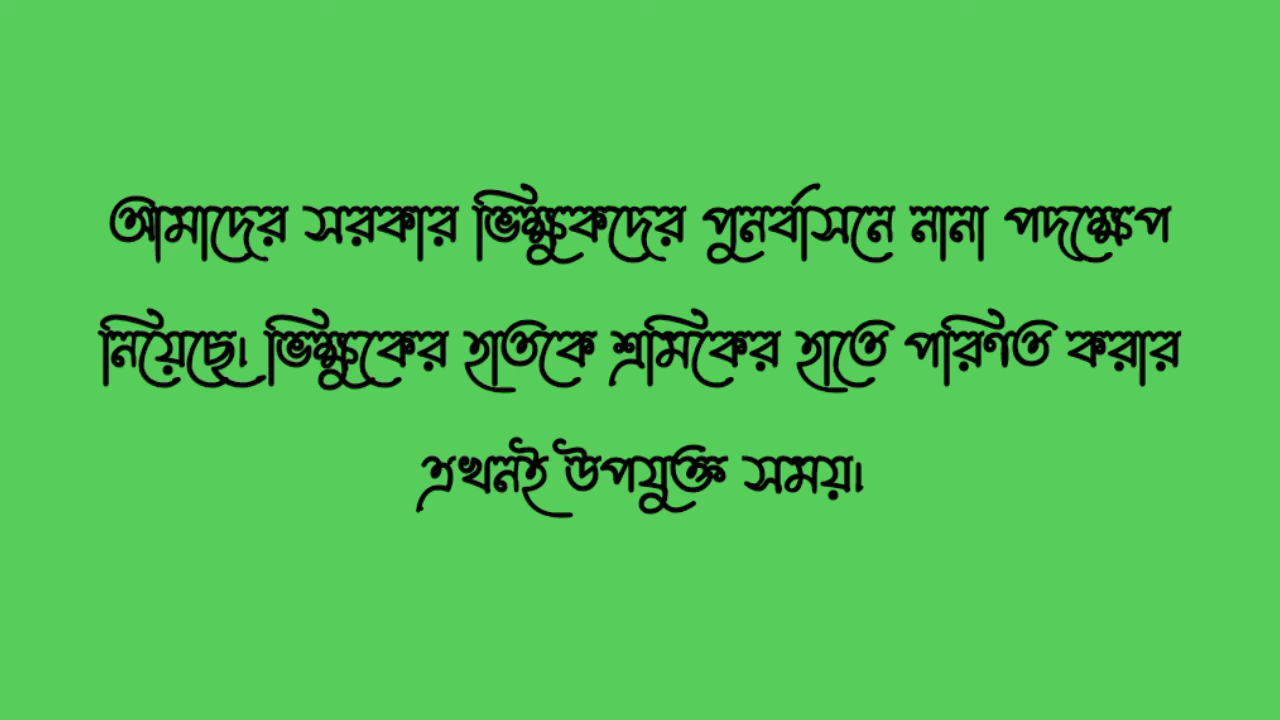 আমাদের সরকার ভিক্ষুকদের পুনর্বাসনে নানা পদক্ষেপ
নিয়েছে। ভিক্ষুকের হাতকে শ্রমিকের হাতে পরিণত করার
এখনই উপযুক্ত সময়।